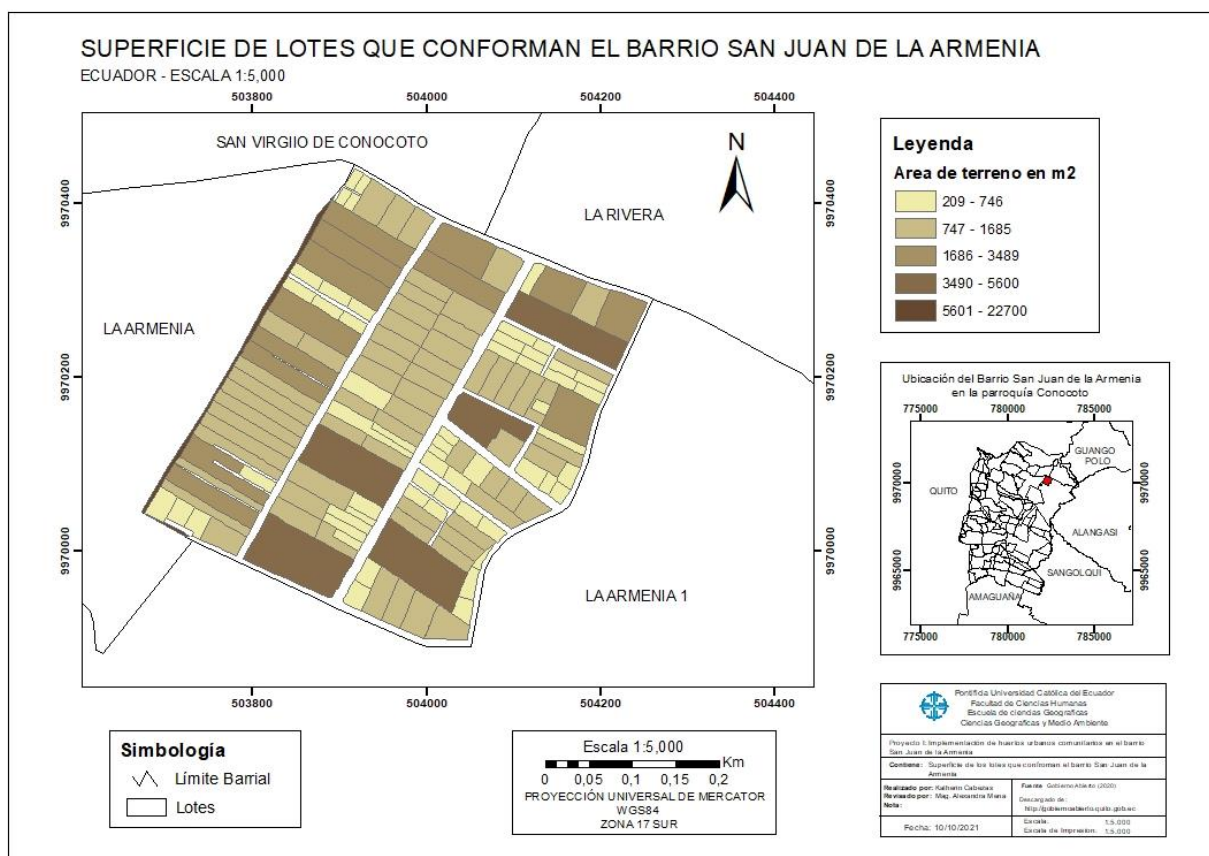 SUPERFICIE DE LOTES QUE CONFORMAN EL BARRIO SAN JUAN DE LA ARMENIA
ECUADOR - ESCALA 1:5,000
503800 504000 504200 504400
SAN VIRGIIO DE CONOCOTO
LA RIVERA
LA ARMENIA
LA ARMENIA 1
N
9970400 9970400
9970200 9970200
9970000 9970000
503800 504000 504200 504400
Leyenda
Area de terreno en m2
209 - 746
747 - 1685
1686 - 3489
3490 - 5600
5601 - 22700
Ubicación del Barrio San Juan de la Armenia
en la parroquia Conocoto
775000 780000 785000
GUANGO
POLO
QUITO
9970000 9970000
ALANGASI
SANGOLQUI
9965000 9965000
AMAGUAÑA
775000 780000 785000
Simbología
Límite Barrial
Lotes
Escala 1:5,000
Km
0 0,05 0,1 0,15 0,2
PROYECCIÓN UNIVERSAL DE MERCATOR
WGS84
ZONA 17 SUR
Pontificia Universidad Católica del Ecuador
Facultad de Ciencias Humanas
Escuela de ciencias Geograficas
Ciencias Geograficas y Medio Ambiente
Proyecto I: Implementación de huertos urbanos comunitarios en el barrio
San Juan de la Armenia
Contiene: Superficie de los lotes que conforman el barrio San Juan de la
Armenia
Realizado por: Katherin Cabezas
Revisado por: Mag. Alexandra Mena
Nota:
Fuente: Gobierno Abierto (2020)
Descargado de:
http://gobiernoabierto.quito.gob.ec
Fecha: 10/10/2021
Escala: 1:5.000
Escala de Impresion: 1:5.000